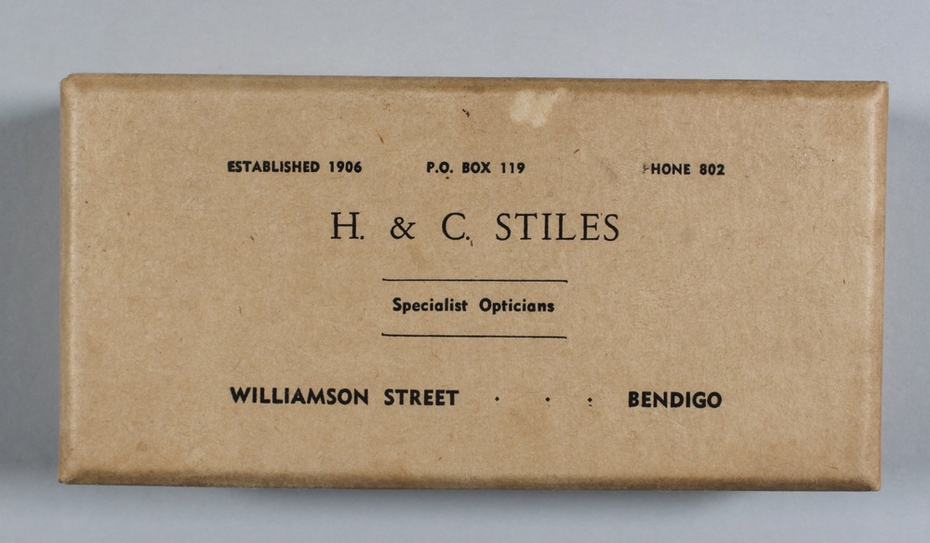 ESTABLISHED 1906 P.O. BOX 119 PHONE 802
H. & C. STILES
Specialist Opticians
WILLIAMSON STREET . . . BENDIGO